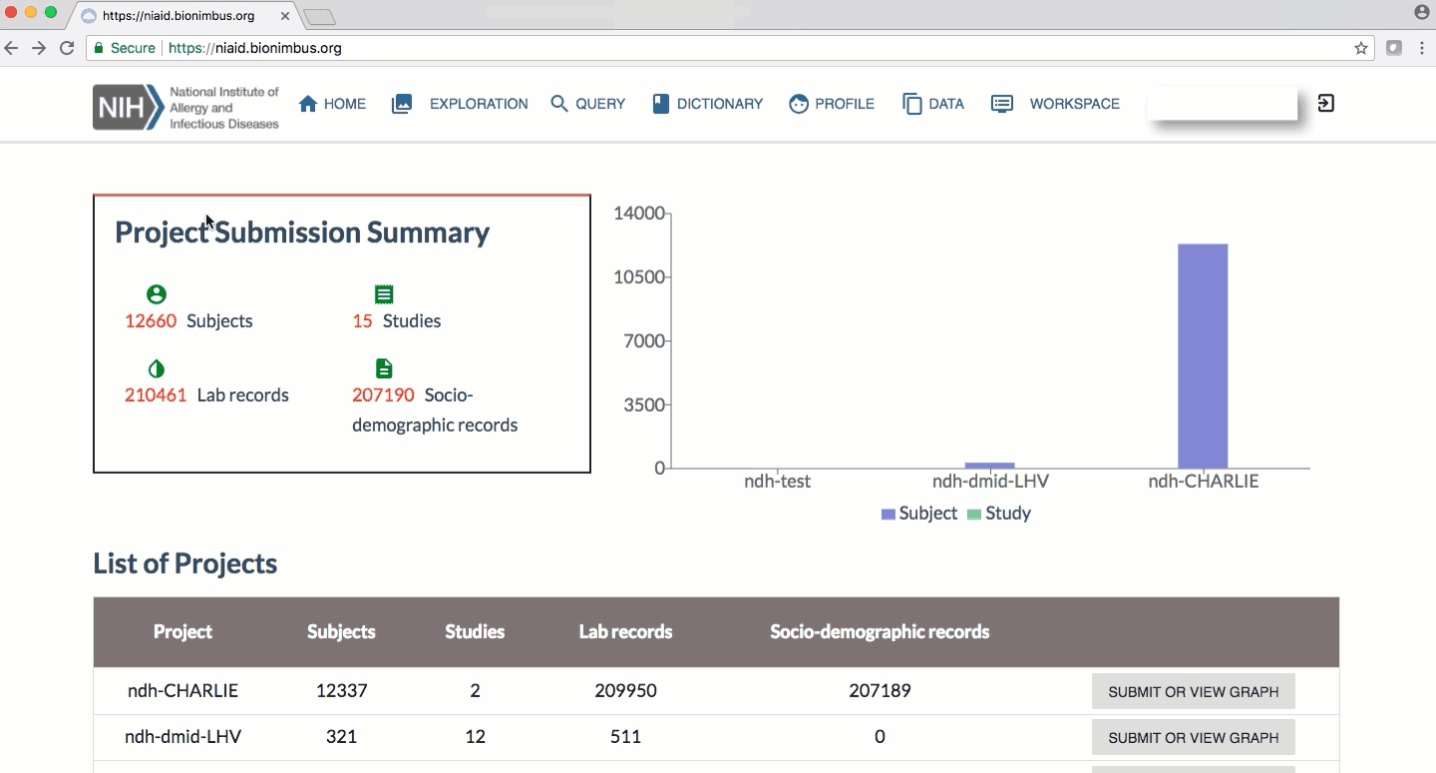 https://niaid.bionimbus.org
Secure https://niaid.bionimbus.org
NIH National Institute of
Allergy and
Infectious Diseases
HOME EXPLORATION QUERY DICTIONARY PROFILE DATA WORKSPACE
Project Submission Summary
12660 Subjects 15 Studies
210461 Lab records 207190 Socio-
demographic records
14000
10500
7000
3500
0
ndh-test ndh-dmid-LHV ndh-CHARLIE
Subject Study
List of Projects
Project Subjects Studies Lab records Socio-demographic records
ndh-CHARLIE 12337 2 209950 207189 SUBMIT OR VIEW GRAPH
ndh-dmid-LHV 321 12 511 0 SUBMIT OR VIEW GRAPH